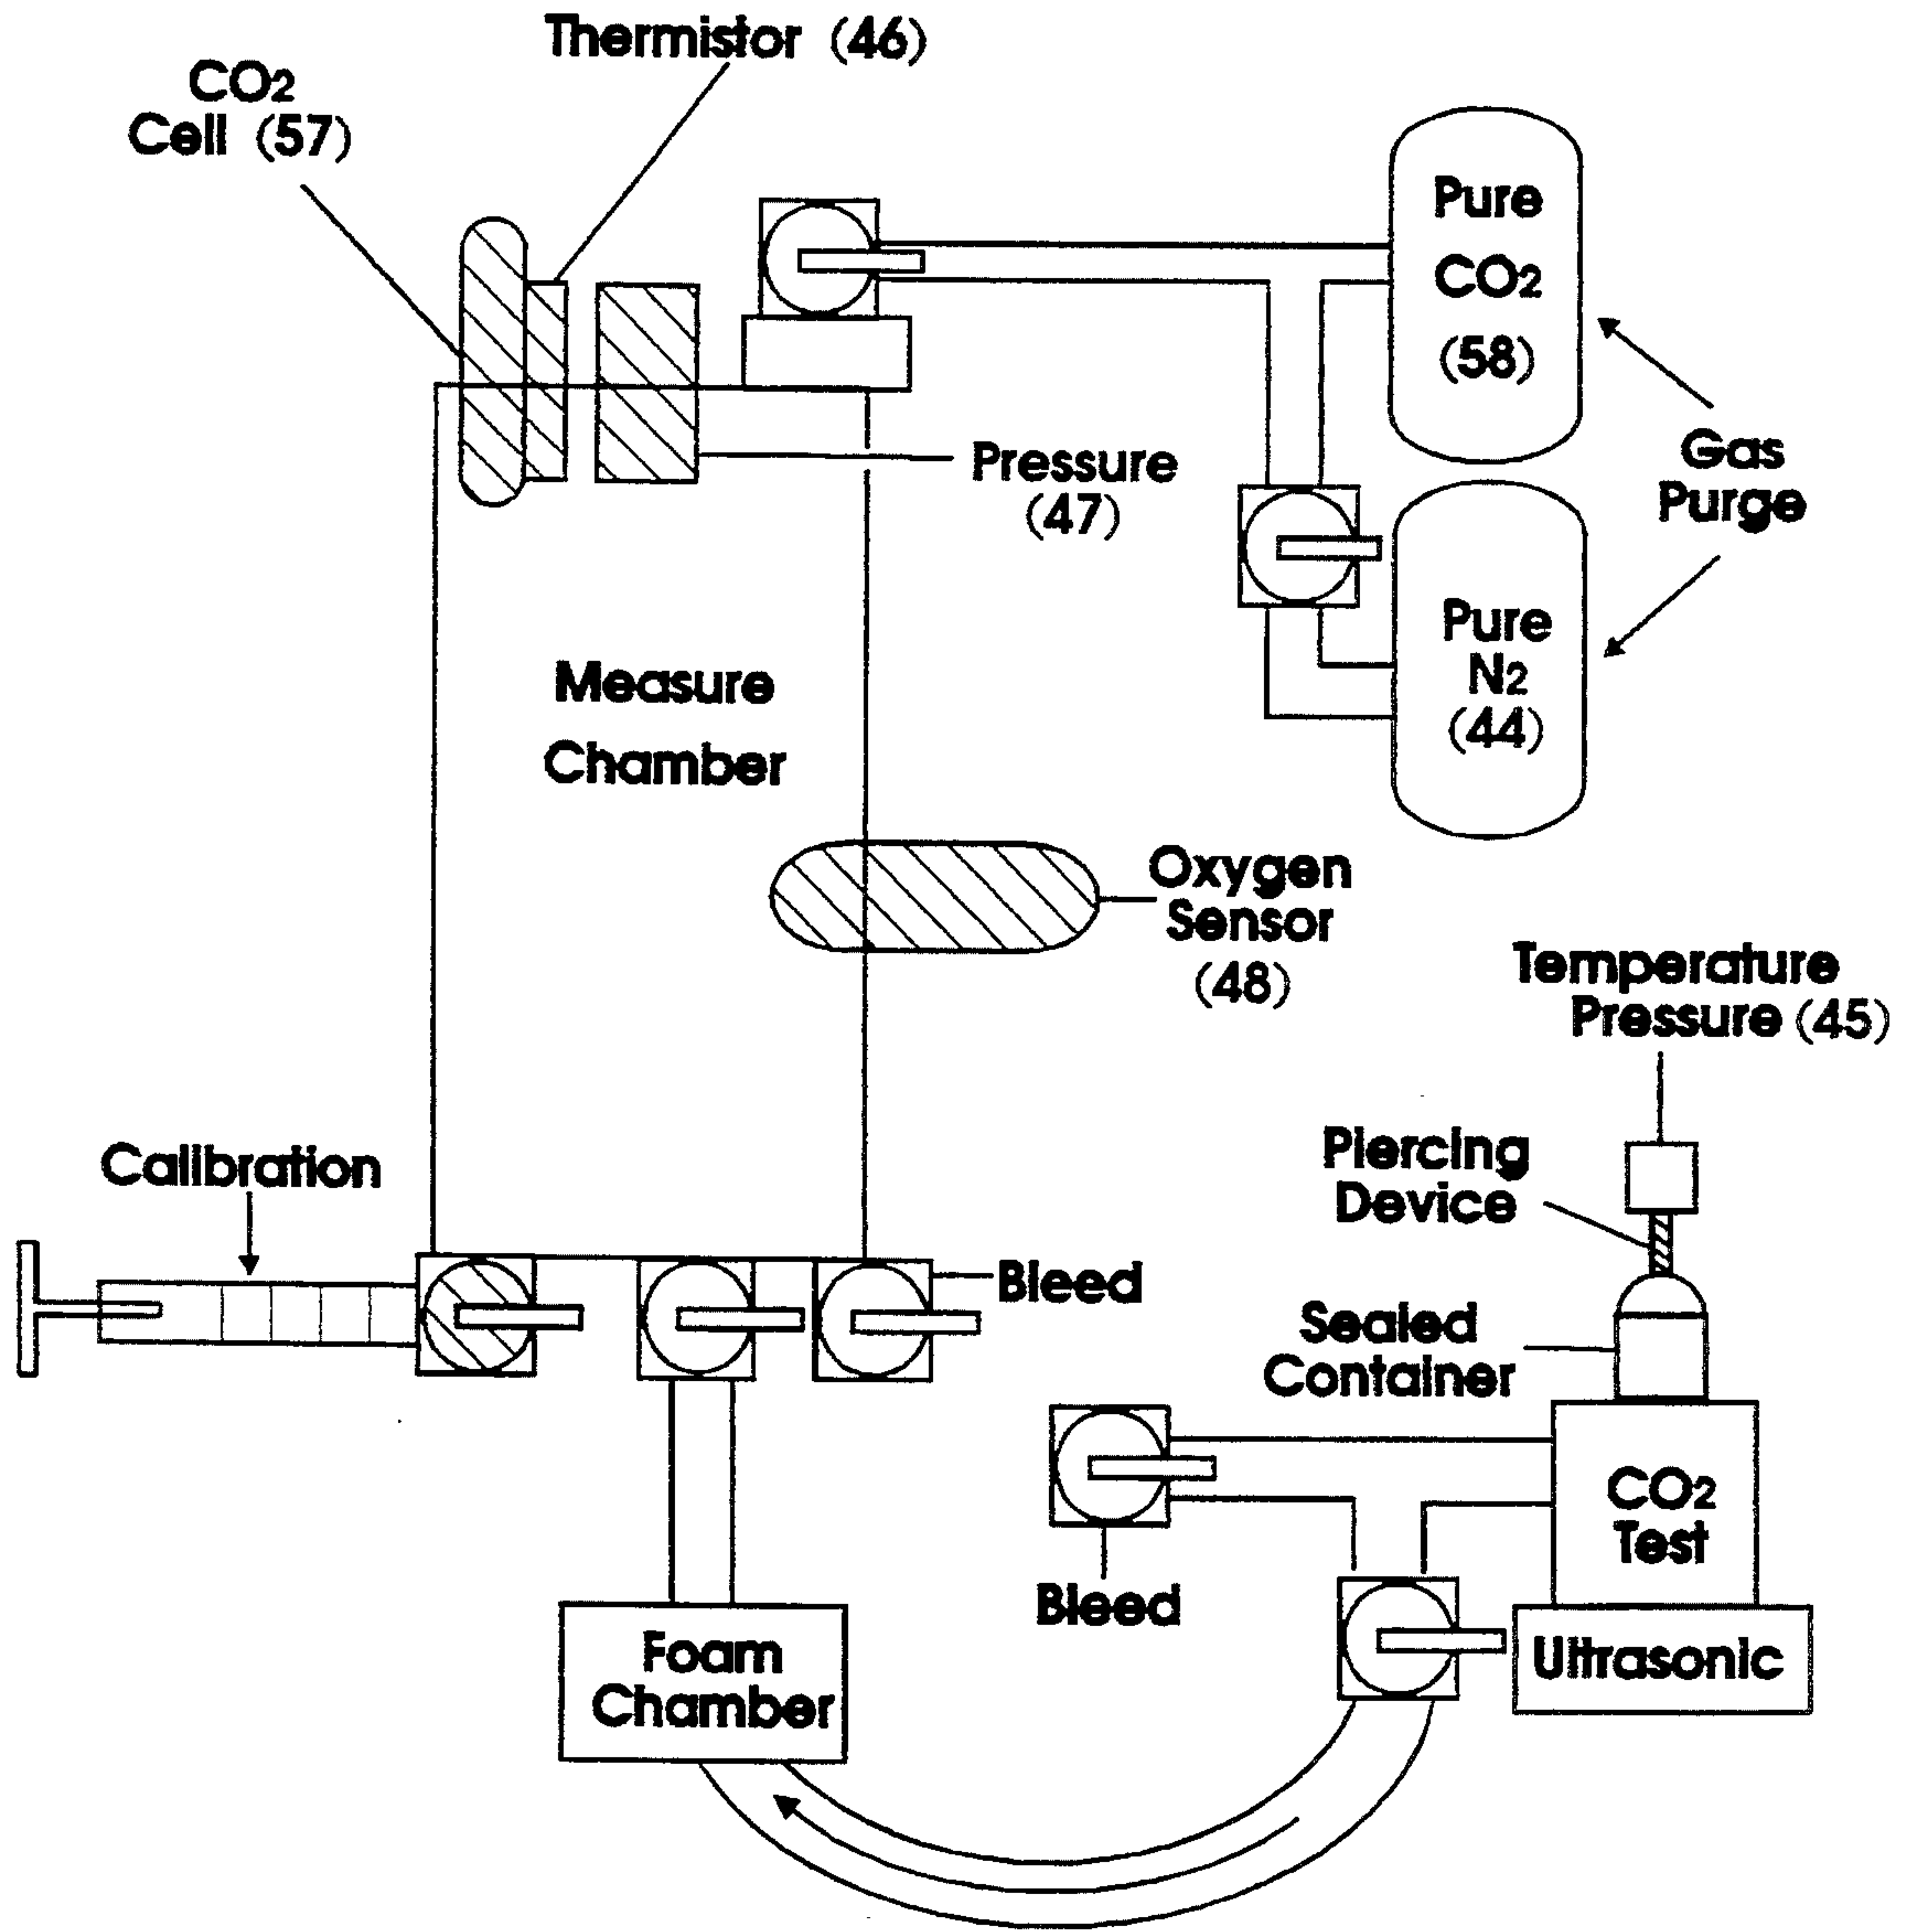 Thermistor (46)
CO2
Cell (57)
Pure
CO2
(58)
Gas
Purge
Pressure
(47)
Pure
N2
(44)
Measure
Chamber
Oxygen
Sensor
(48)
Temperature
Pressure (45)
Calibration
Piercing
Device
Bleed
Sealed
Container
CO2
Test
Bleed
Foam
Chamber
Ultrasonic